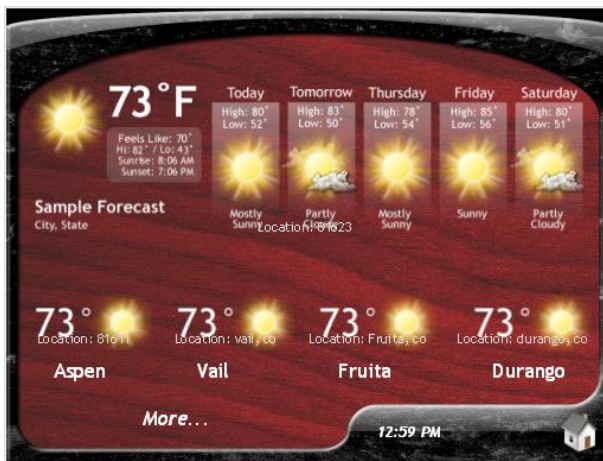 73°F
Feels Like: 70°
Hi: 82° / Lo: 43°
Sunrise: 8:06 AM
Sunset: 7:06 PM
Sample Forecast
City, State
Today
High: 80°
Low: 52°
Mostly
Sunny
Tomorrow
High: 83°
Low: 50°
Partly
Cloudy
Thursday
High: 78°
Low: 54°
Mostly
Sunny
Friday
High: 85°
Low: 56°
Sunny
Saturday
High: 80°
Low: 51°
Partly
Cloudy
Location: 81623
73°
Location: 81611
Aspen
73°
Location: vail, co
Vail
73°
Location: Fruita, co
Fruita
73°
Location: durango, co
Durango
More...
12:59 PM